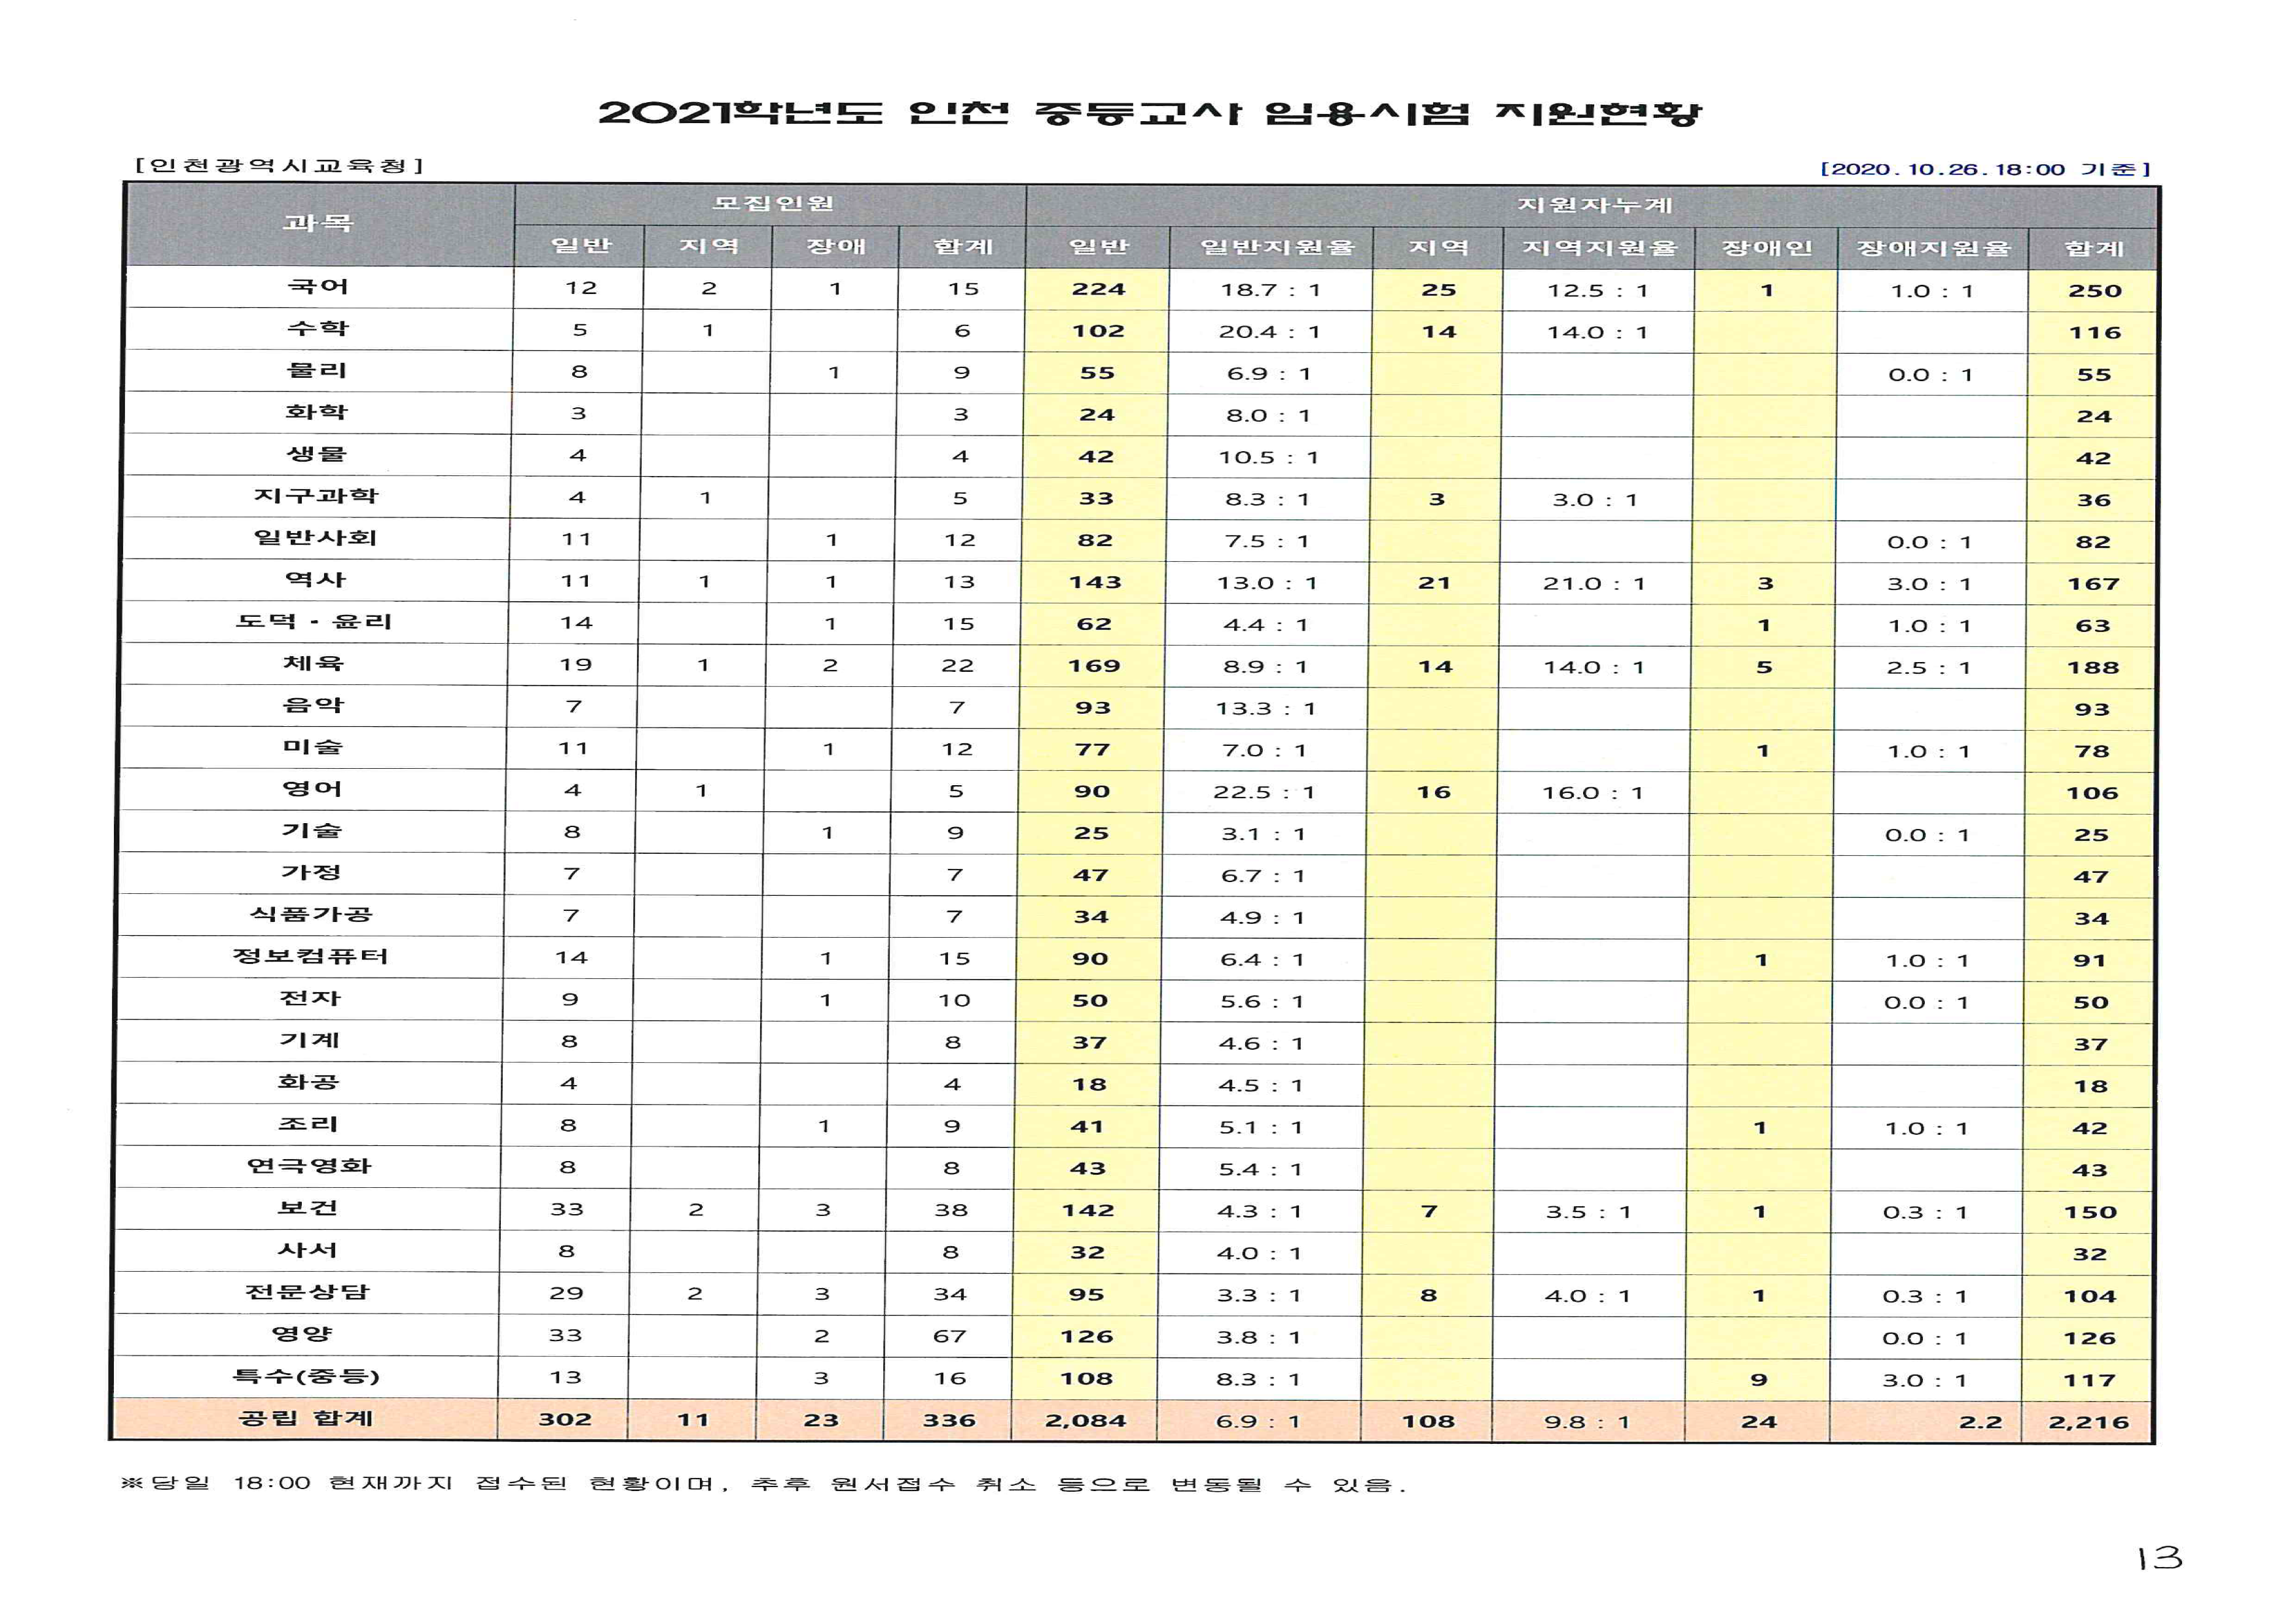 2021학년도 인천 중등교사 임용시험 지원현황
[인천광역시교육청] [2020.10.26.18:00 기준]
과목 모집인원 지원자누계
일반 지역 장애 합계 일반 일반지원율 지역 지역지원율 장애인 장애지원율 합계
국어 12 2 1 15 224 18.7 : 1 25 12.5 : 1 1 1.0 : 1 250
수학 5 1 6 102 20.4 : 1 14 14.0 : 1 116
물리 8 1 9 55 6.9 : 1 0.0 : 1 55
화학 3 3 24 8.0 : 1 24
생물 4 4 42 10.5 : 1 42
지구과학 4 1 5 33 8.3 : 1 3 3.0 : 1 36
일반사회 11 1 12 82 7.5 : 1 0.0 : 1 82
역사 11 1 1 13 143 13.0 : 1 21 21.0 : 1 3 3.0 : 1 167
도덕·윤리 14 1 15 62 4.4 : 1 1 1.0 : 1 63
체육 19 1 2 22 169 8.9 : 1 14 14.0 : 1 5 2.5 : 1 188
음악 7 7 93 13.3 : 1 93
미술 11 1 12 77 7.0 : 1 1 1.0 : 1 78
영어 4 1 5 90 22.5 : 1 16 16.0 : 1 106
기술 8 1 9 25 3.1 : 1 0.0 : 1 25
가정 7 7 47 6.7 : 1 47
식품가공 7 7 34 4.9 : 1 34
정보컴퓨터 14 1 15 90 6.4 : 1 1 1.0 : 1 91
전자 9 1 10 50 5.6 : 1 0.0 : 1 50
기계 8 8 37 4.6 : 1 37
화공 4 4 18 4.5 : 1 18
조리 8 1 9 41 5.1 : 1 1 1.0 : 1 42
연극영화 8 8 43 5.4 : 1 43
보건 33 2 3 38 142 4.3 : 1 7 3.5 : 1 1 0.3 : 1 150
사서 8 8 32 4.0 : 1 32
전문상담 29 2 3 34 95 3.3 : 1 8 4.0 : 1 1 0.3 : 1 104
영양 33 2 67 126 3.8 : 1 0.0 : 1 126
특수(중등) 13 3 16 108 8.3 : 1 9 3.0 : 1 117
공립 합계 302 11 23 336 2,084 6.9 : 1 108 9.8 : 1 24 2.2 2,216
※당일 18:00 현재까지 접수된 현황이며, 추후 원서접수 취소 등으로 변동될 수 있음.
13